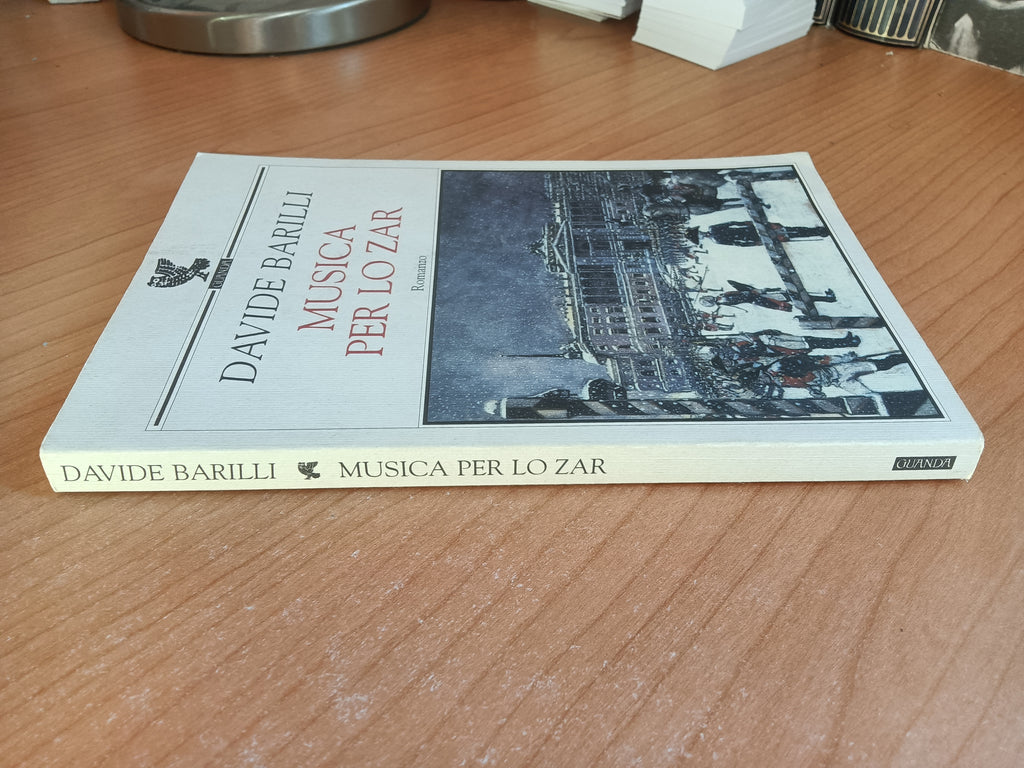 GUANDA
DAVIDE BARILLI
MUSICA
PER LO ZAR
Romanzo
DAVIDE BARILLI MUSICA PER LO ZAR GUANDA